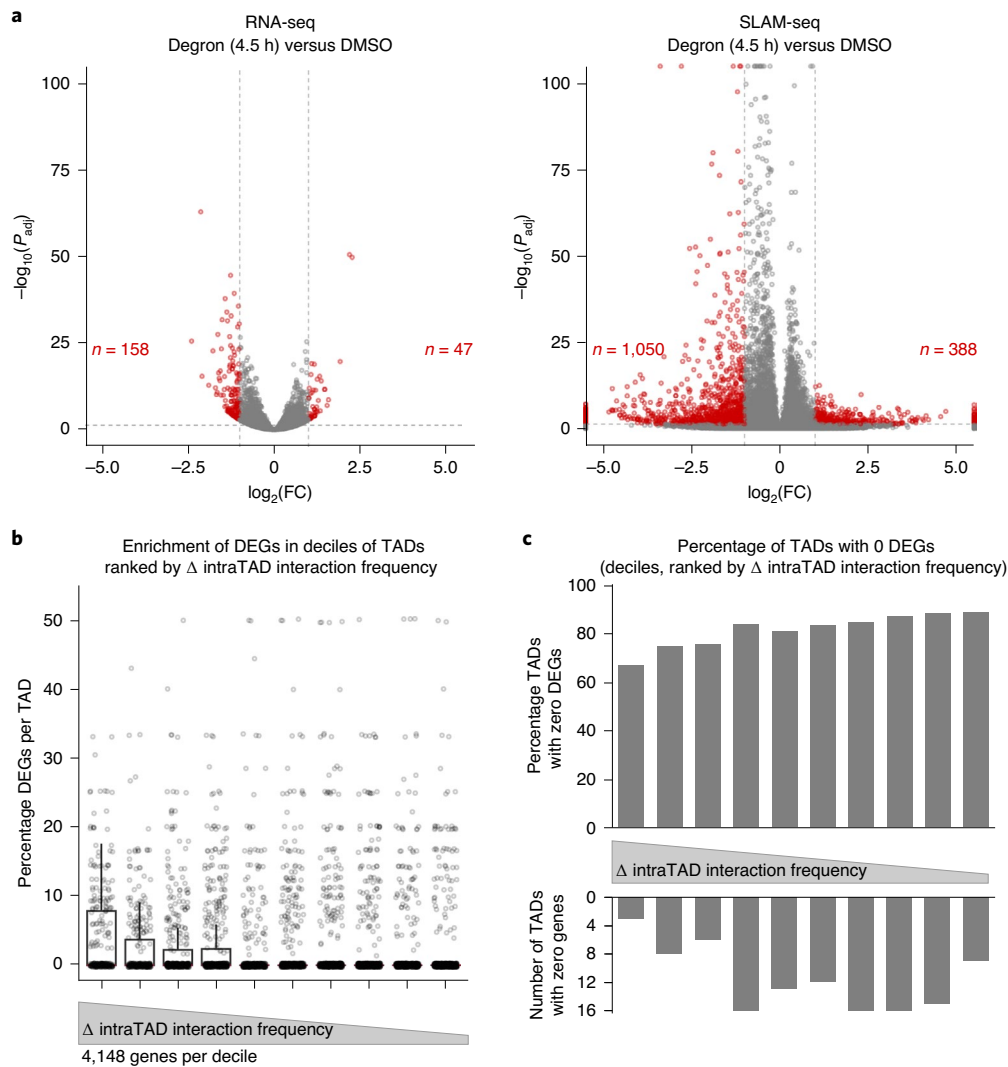 a
RNA-seq
Degron (4.5 h) versus DMSO
100
75
50
25
0
−log10(Padj)
n = 158
n = 47
−5.0 −2.5 0 2.5 5.0
log2(FC)
SLAM-seq
Degron (4.5 h) versus DMSO
100
75
50
25
0
−log10(Padj)
n = 1,050
n = 388
−5.0 −2.5 0 2.5 5.0
log2(FC)
b
Enrichment of DEGs in deciles of TADs
ranked by Δ intraTAD interaction frequency
50
40
30
20
10
0
Percentage DEGs per TAD
Δ intraTAD interaction frequency
4,148 genes per decile
c
Percentage of TADs with 0 DEGs
(deciles, ranked by Δ intraTAD interaction frequency)
100
80
60
40
20
0
Percentage TADs
with zero DEGs
Δ intraTAD interaction frequency
0
4
8
12
16
Number of TADs
with zero genes